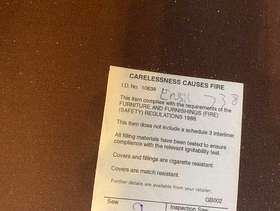 CARELESSNESS CAUSES FIRE
I.D. No. 10638
This item complies with the requirements of the
FURNITURE AND FURNISHINGS (FIRE)
(SAFETY) REGULATIONS 1988
This item does not include a schedule 3 interliner
All filling materials have been tested to ensure
compliance with the relevant ignitability test.
Covers and fillings are cigarette resistant.
Covers are match resistant.
Further details are available from your retailer.
GB002
Sew
Inspection